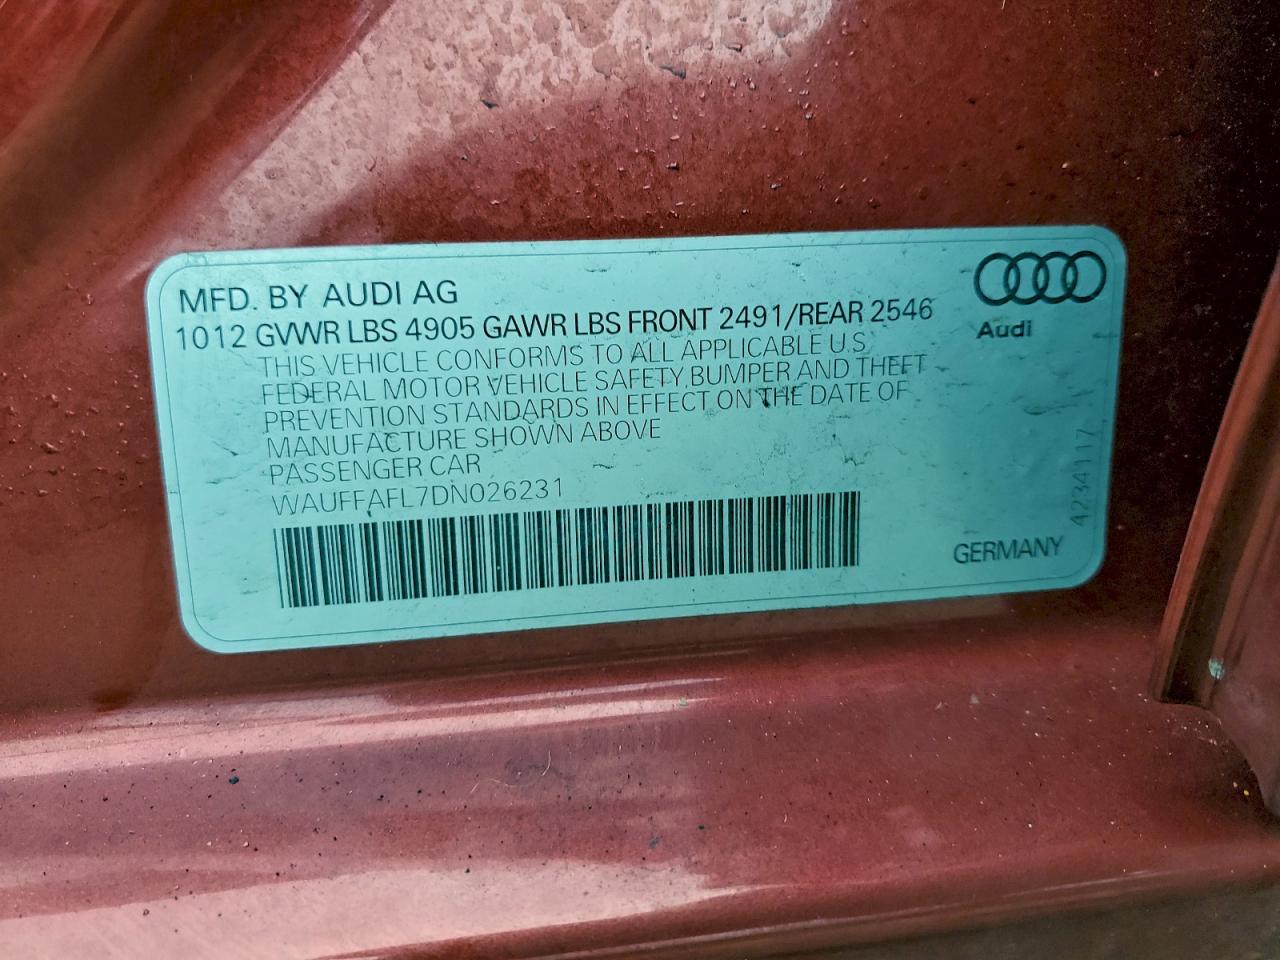 MFD. BY AUDI AG
1012 GVWR LBS 4905 GAWR LBS FRONT 2491/REAR 2546
THIS VEHICLE CONFORMS TO ALL APPLICABLE U.S.
FEDERAL MOTOR VEHICLE SAFETY,BUMPER AND THEFT
PREVENTION STANDARDS IN EFFECT ON THE DATE OF
MANUFACTURE SHOWN ABOVE
PASSENGER CAR
WAUFFAFL7DN026231
Audi
4234117
GERMANY